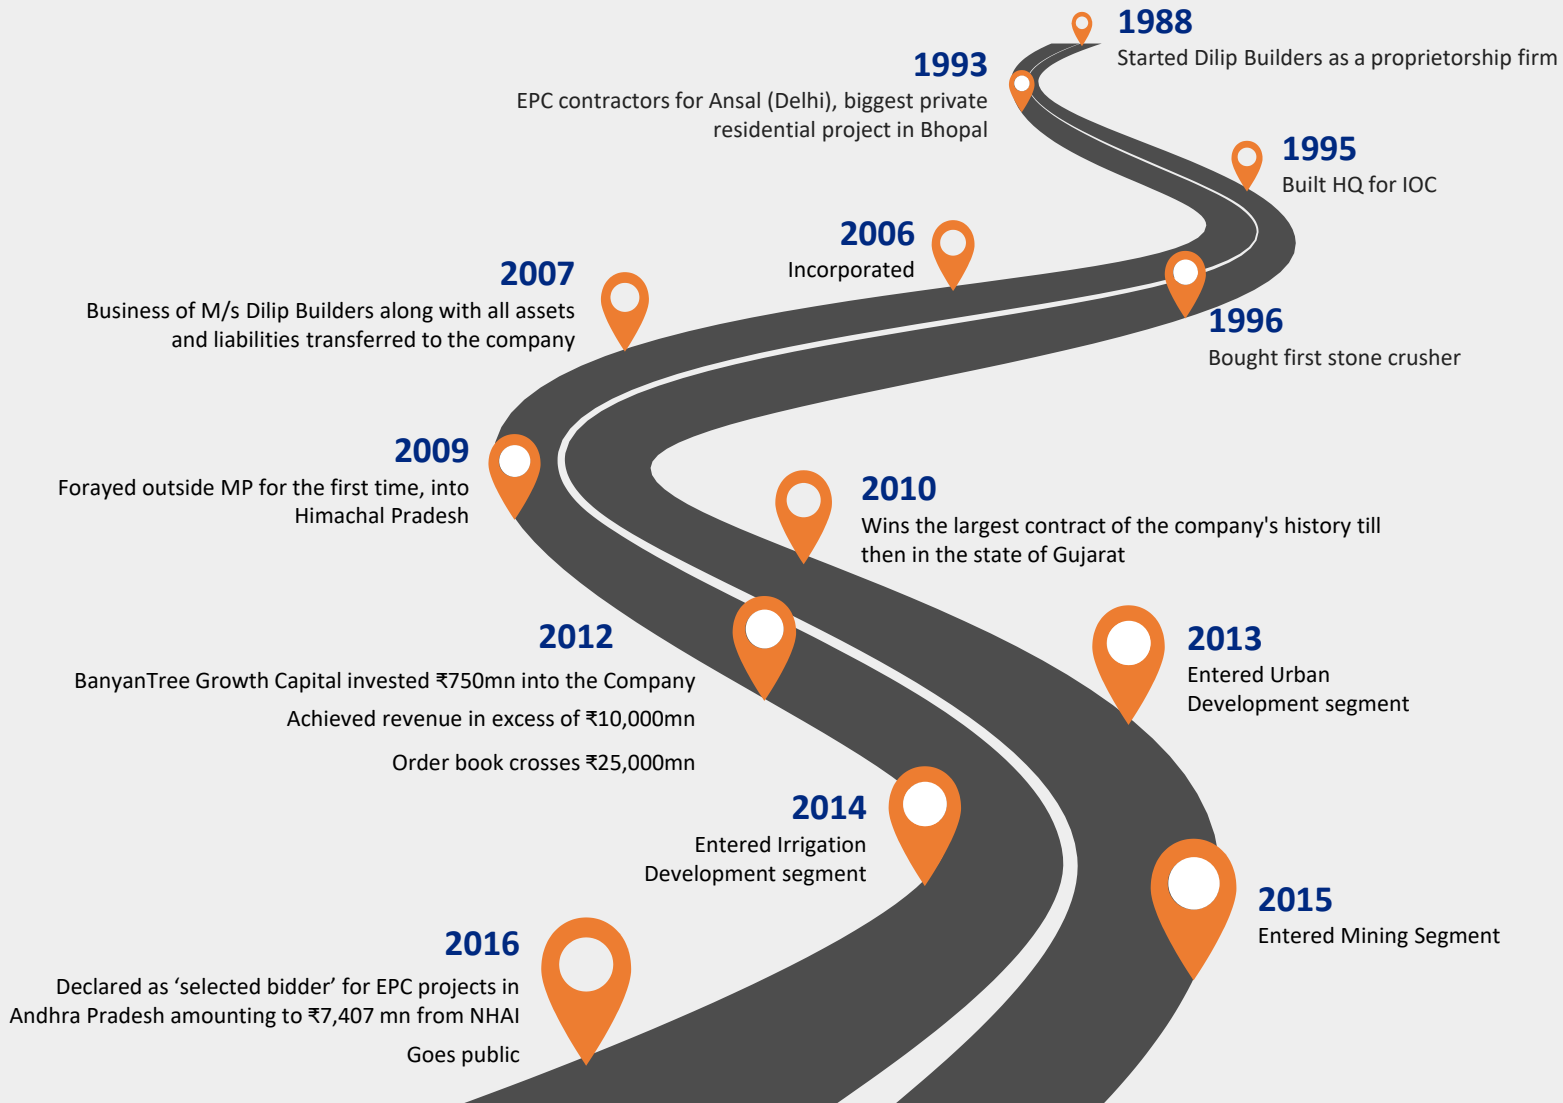 1988
Started Dilip Builders as a proprietorship firm
1993
EPC contractors for Ansal (Delhi), biggest private
residential project in Bhopal
1995
Built HQ for IOC
1996
Bought first stone crusher
2006
Incorporated
2007
Business of M/s Dilip Builders along with all assets
and liabilities transferred to the company
2009
Forayed outside MP for the first time, into
Himachal Pradesh
2010
Wins the largest contract of the company's history till
then in the state of Gujarat
2012
BanyanTree Growth Capital invested ₹750mn into the Company
Achieved revenue in excess of ₹10,000mn
Order book crosses ₹25,000mn
2013
Entered Urban
Development segment
2014
Entered Irrigation
Development segment
2015
Entered Mining Segment
2016
Declared as ‘selected bidder’ for EPC projects in
Andhra Pradesh amounting to ₹7,407 mn from NHAI
Goes public